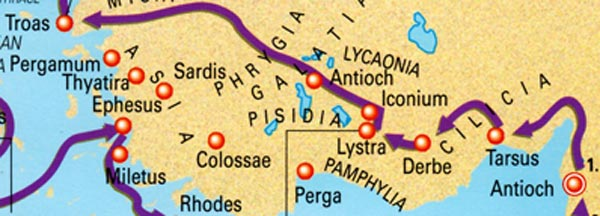 MYSIA
Troas
PHRYGIA
GALATIA
LYCAONIA
Pergamum
ASIA
Thyatira
Sardis
Antioch
Ephesus
Iconium
PISIDIA
CILICIA
Lystra
Derbe
Tarsus
Colossae
Miletus
Perga
PAMPHYLIA
Antioch
1.
Rhodes